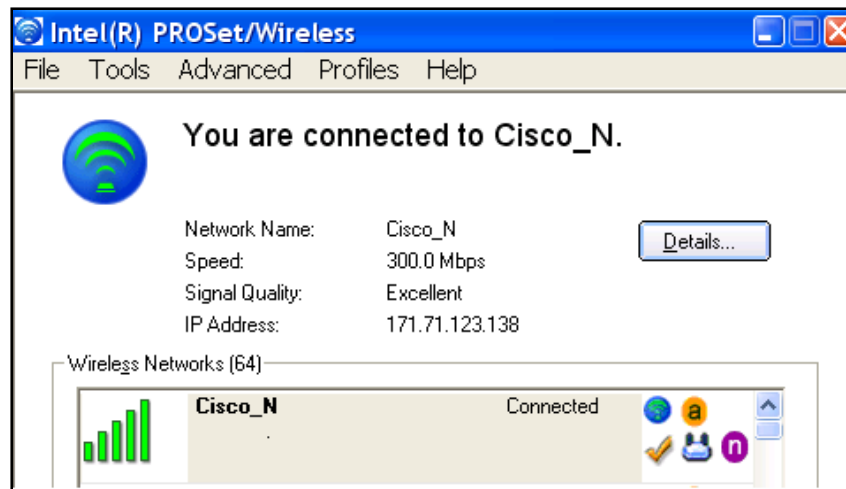 Intel(R) PROSet/Wireless
File Tools Advanced Profiles Help
You are connected to Cisco_N.
Network Name: Cisco_N
Details...
Speed: 300.0 Mbps
Signal Quality: Excellent
IP Address: 171.71.123.138
Wireless Networks (64)
Cisco_N Connected
a
n